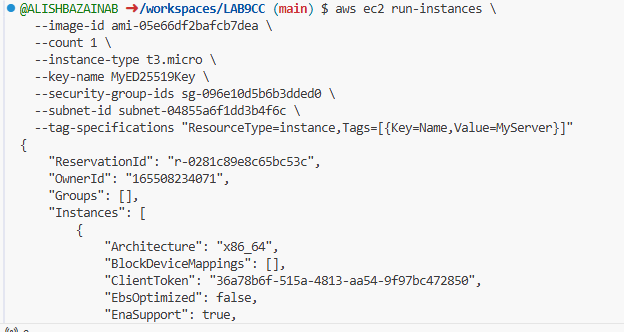 @ALISHBAZAINAB ➜/workspaces/LAB9CC (main) $ aws ec2 run-instances \
--image-id ami-05e66df2bafcb7dea \
--count 1 \
--instance-type t3.micro \
--key-name MyED25519Key \
--security-group-ids sg-096e10d5b6b3dded0 \
--subnet-id subnet-04855a6f1dd3b4f6c \
--tag-specifications "ResourceType=instance,Tags=[{Key=Name,Value=MyServer}]"
{
"ReservationId": "r-0281c89e8c65bc53c",
"OwnerId": "165508234071",
"Groups": [],
"Instances": [
{
"Architecture": "x86_64",
"BlockDeviceMappings": [],
"ClientToken": "36a78b6f-515a-4813-aa54-9f97bc472850",
"EbsOptimized": false,
"EnaSupport": true,